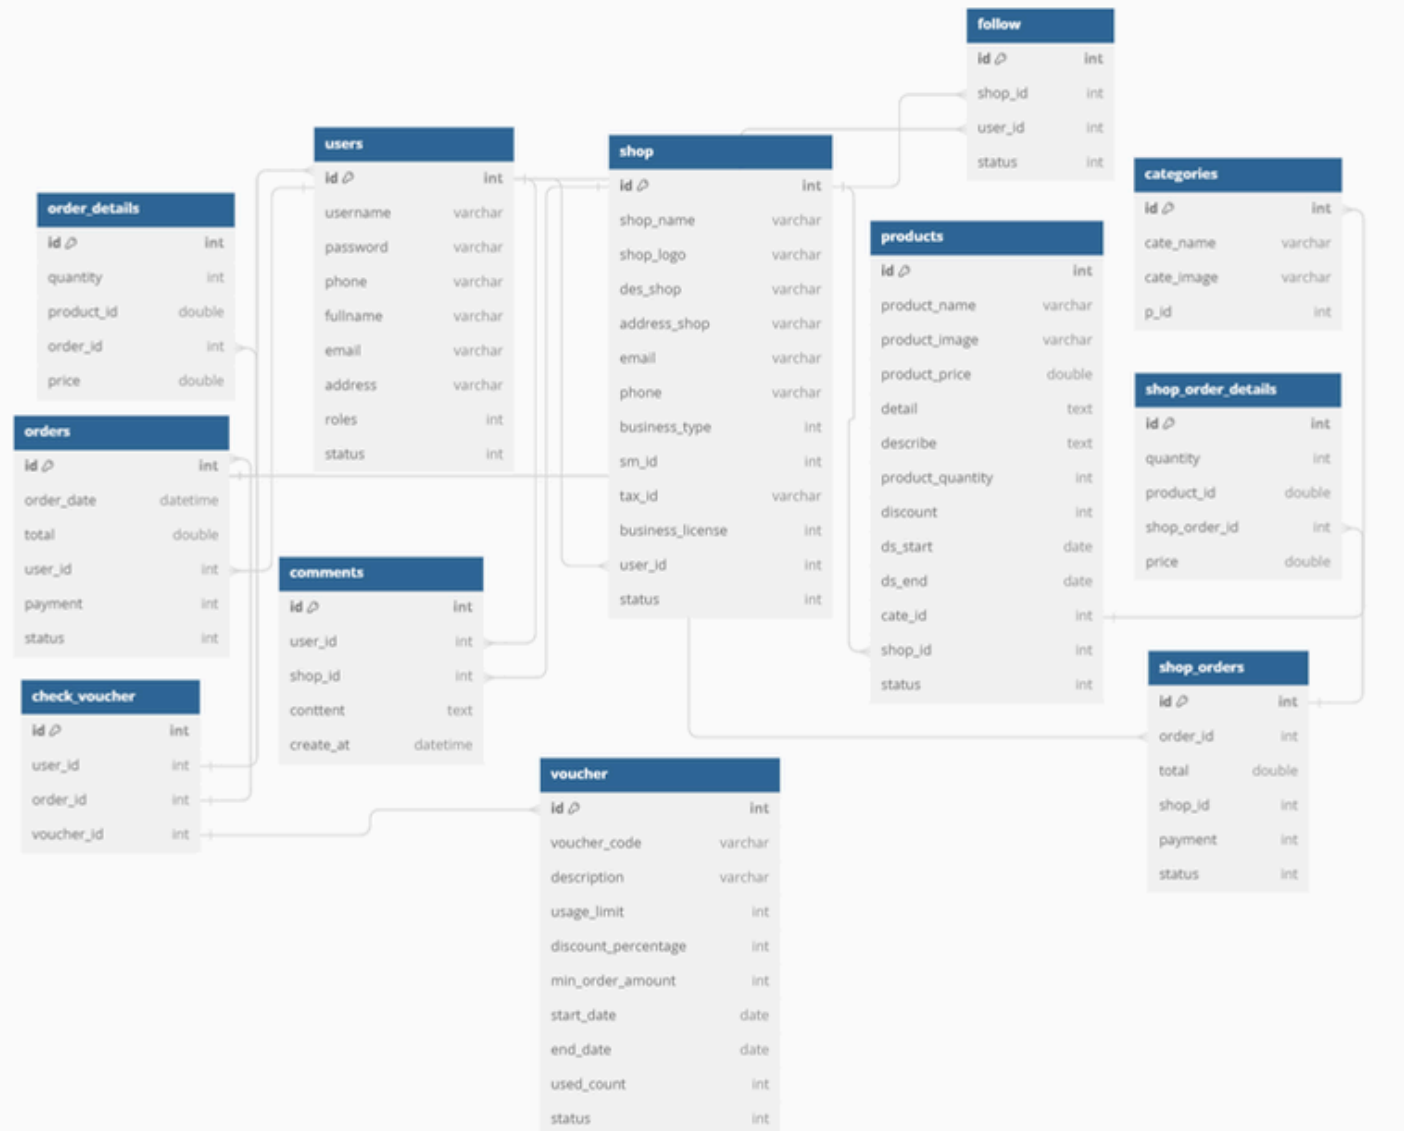 follow
id int
shop_id int
user_id int
status int
users
id int
username varchar
password varchar
phone varchar
fullname varchar
email varchar
address varchar
roles int
status int
shop
id int
shop_name varchar
shop_logo varchar
des_shop varchar
address_shop varchar
email varchar
phone varchar
business_type int
sm_id int
tax_id varchar
business_license int
user_id int
status int
categories
id int
cate_name varchar
cate_image varchar
p_id int
order_details
id int
quantity int
product_id double
order_id int
price double
products
id int
product_name varchar
product_image varchar
product_price double
detail text
describe text
product_quantity int
discount int
ds_start date
ds_end date
cate_id int
shop_id int
status int
shop_order_details
id int
quantity int
product_id double
shop_order_id int
price double
orders
id int
order_date datetime
total double
user_id int
payment int
status int
comments
id int
user_id int
shop_id int
conttent text
create_at datetime
shop_orders
id int
order_id int
total double
shop_id int
payment int
status int
check_voucher
id int
user_id int
order_id int
voucher_id int
voucher
id int
voucher_code varchar
description varchar
usage_limit int
discount_percentage int
min_order_amount int
start_date date
end_date date
used_count int
status int